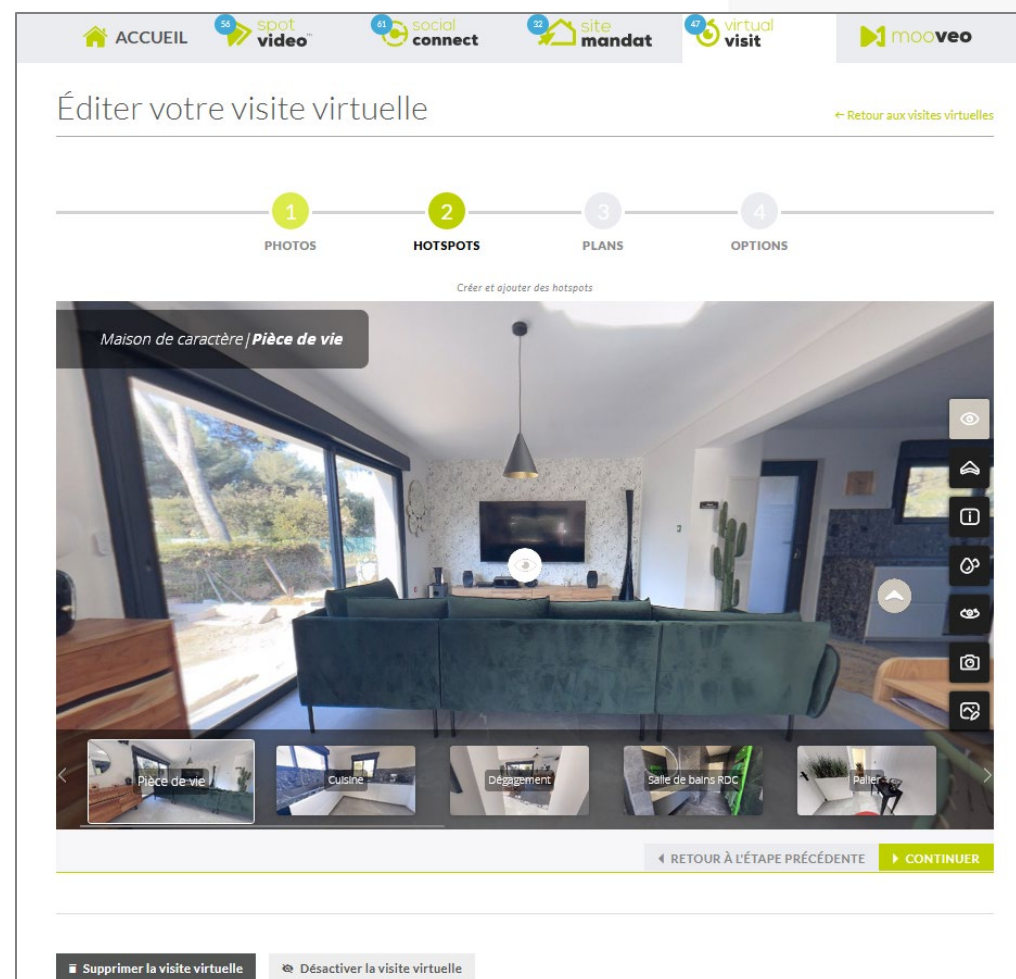 ACCUEIL
56 spot video™
61 social connect
32 site mandat
47 virtual visit
mooveo
Éditer votre visite virtuelle
← Retour aux visites virtuelles
1 2 3 4
PHOTOS HOTSPOTS PLANS OPTIONS
Créer et ajouter des hotspots
Maison de caractère|Pièce de vie
Pièce de vie Cuisine Dégagement Salle de bains RDC Palier
RETOUR À L'ÉTAPE PRÉCÉDENTE CONTINUER
Supprimer la visite virtuelle Désactiver la visite virtuelle